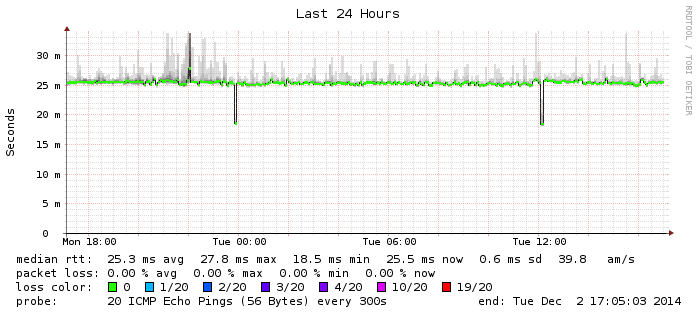 Last 24 Hours
RRDTOOL / TOBI OETIKER
Seconds
30 m
25 m
20 m
15 m
10 m
5 m
0
Mon 18:00 Tue 00:00 Tue 06:00 Tue 12:00
median rtt: 25.3 ms avg 27.8 ms max 18.5 ms min 25.5 ms now 0.6 ms sd 39.8 am/s
packet loss: 0.00 % avg 0.00 % max 0.00 % min 0.00 % now
loss color: 0 1/20 2/20 3/20 4/20 10/20 19/20
probe: 20 ICMP Echo Pings (56 Bytes) every 300s end: Tue Dec 2 17:05:03 2014